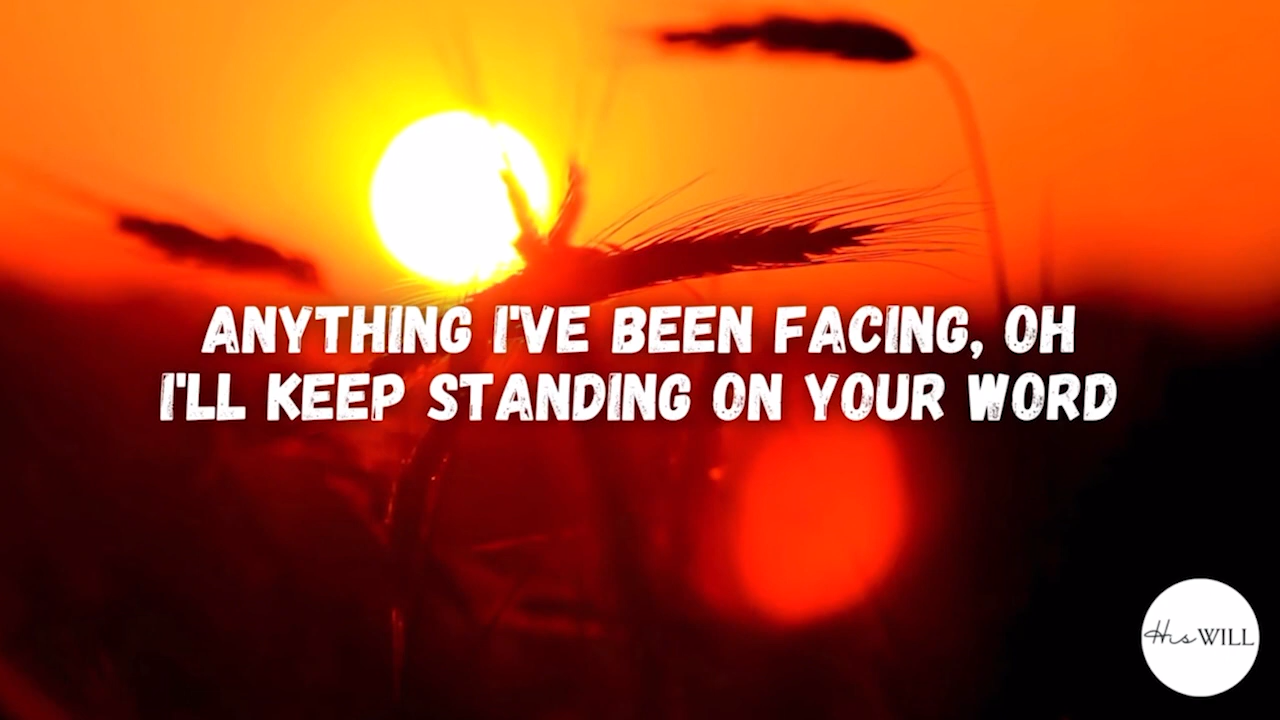 ANYTHING I'VE BEEN FACING, OH
I'LL KEEP STANDING ON YOUR WORD
His WILL